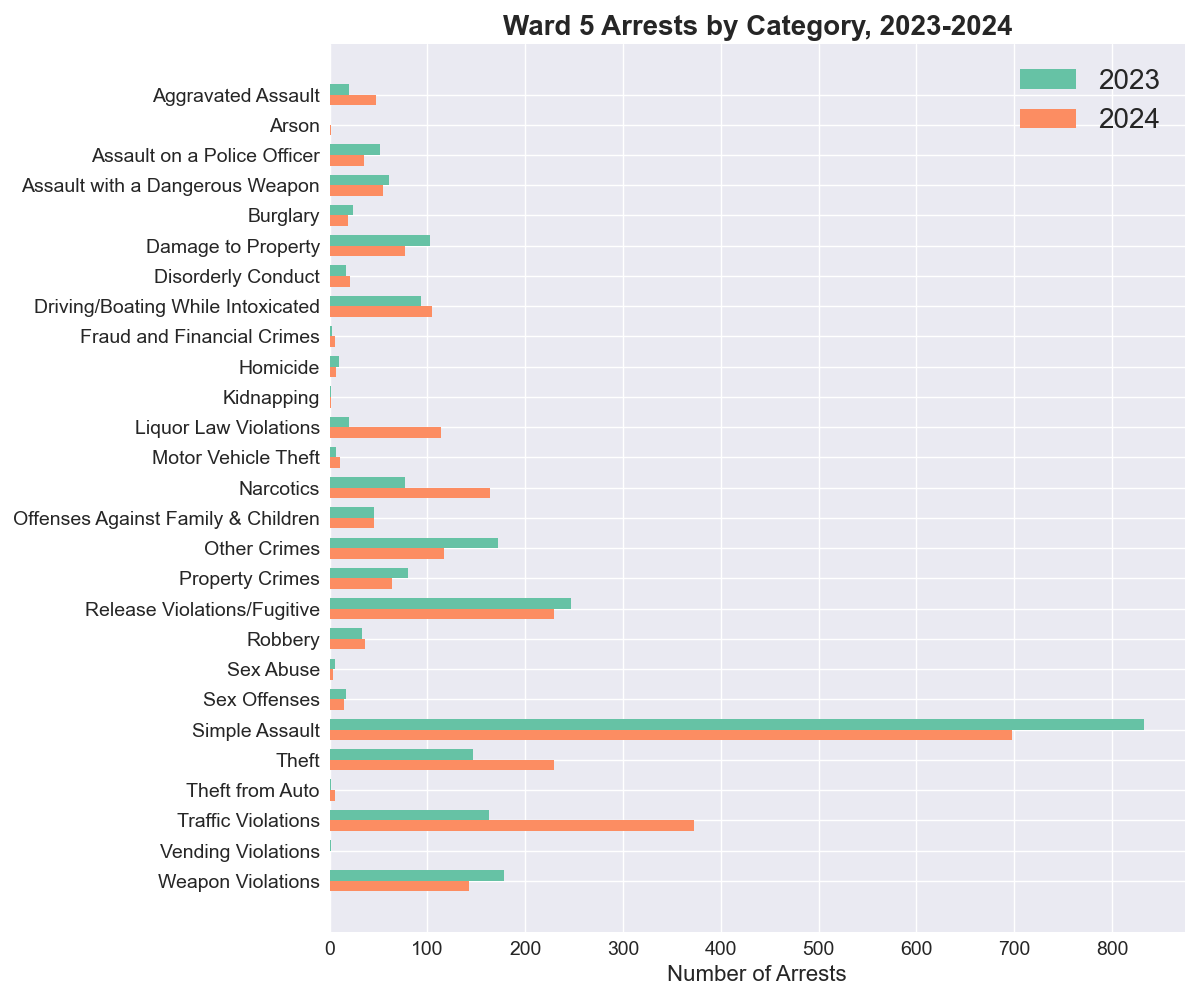 Ward 5 Arrests by Category, 2023-2024
2023
2024
Aggravated Assault
Arson
Assault on a Police Officer
Assault with a Dangerous Weapon
Burglary
Damage to Property
Disorderly Conduct
Driving/Boating While Intoxicated
Fraud and Financial Crimes
Homicide
Kidnapping
Liquor Law Violations
Motor Vehicle Theft
Narcotics
Offenses Against Family & Children
Other Crimes
Property Crimes
Release Violations/Fugitive
Robbery
Sex Abuse
Sex Offenses
Simple Assault
Theft
Theft from Auto
Traffic Violations
Vending Violations
Weapon Violations
0 100 200 300 400 500 600 700 800
Number of Arrests